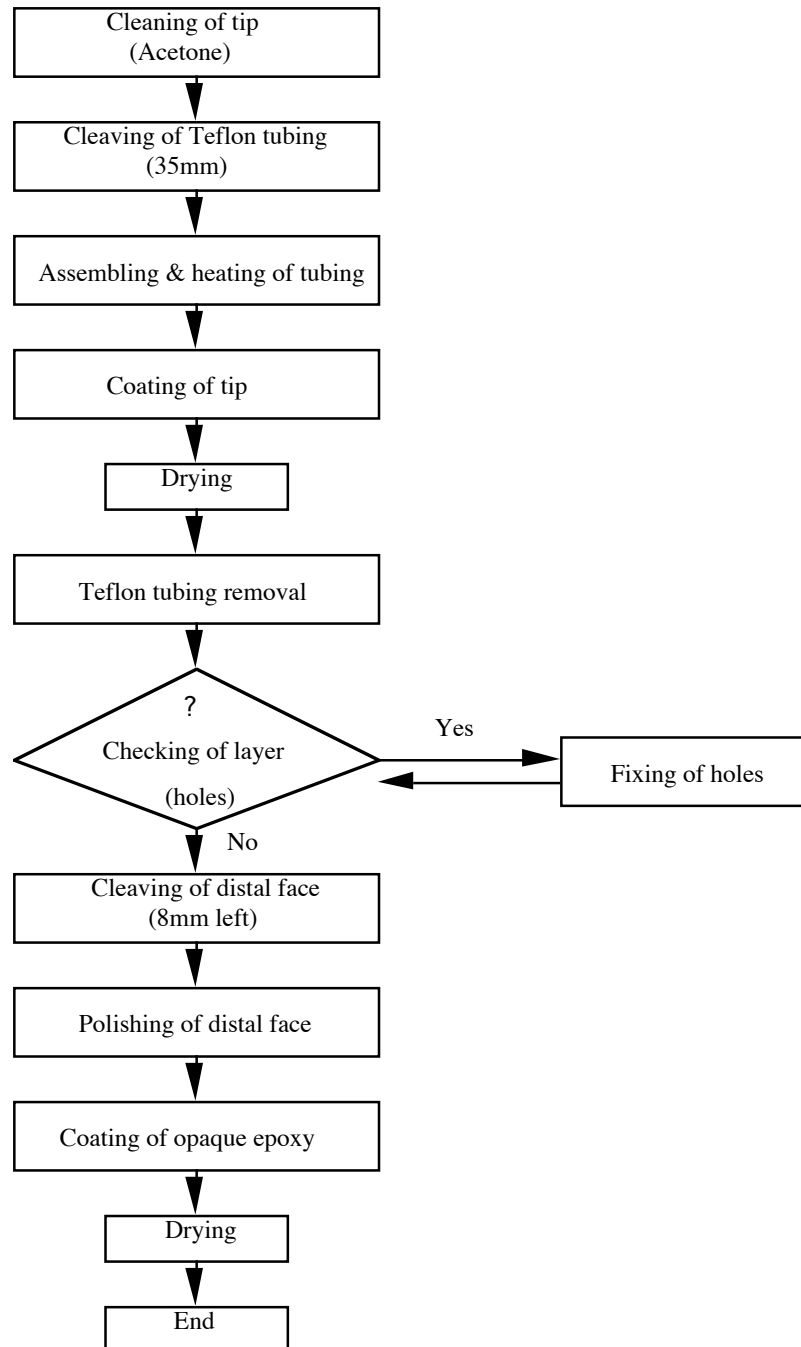 Cleaning of tip
(Acetone)
Cleaving of Teflon tubing
(35mm)
Assembling & heating of tubing
Coating of tip
Drying
Teflon tubing removal
?
Checking of layer
(holes)
Yes
Fixing of holes
No
Cleaving of distal face
(8mm left)
Polishing of distal face
Coating of opaque epoxy
Drying
End